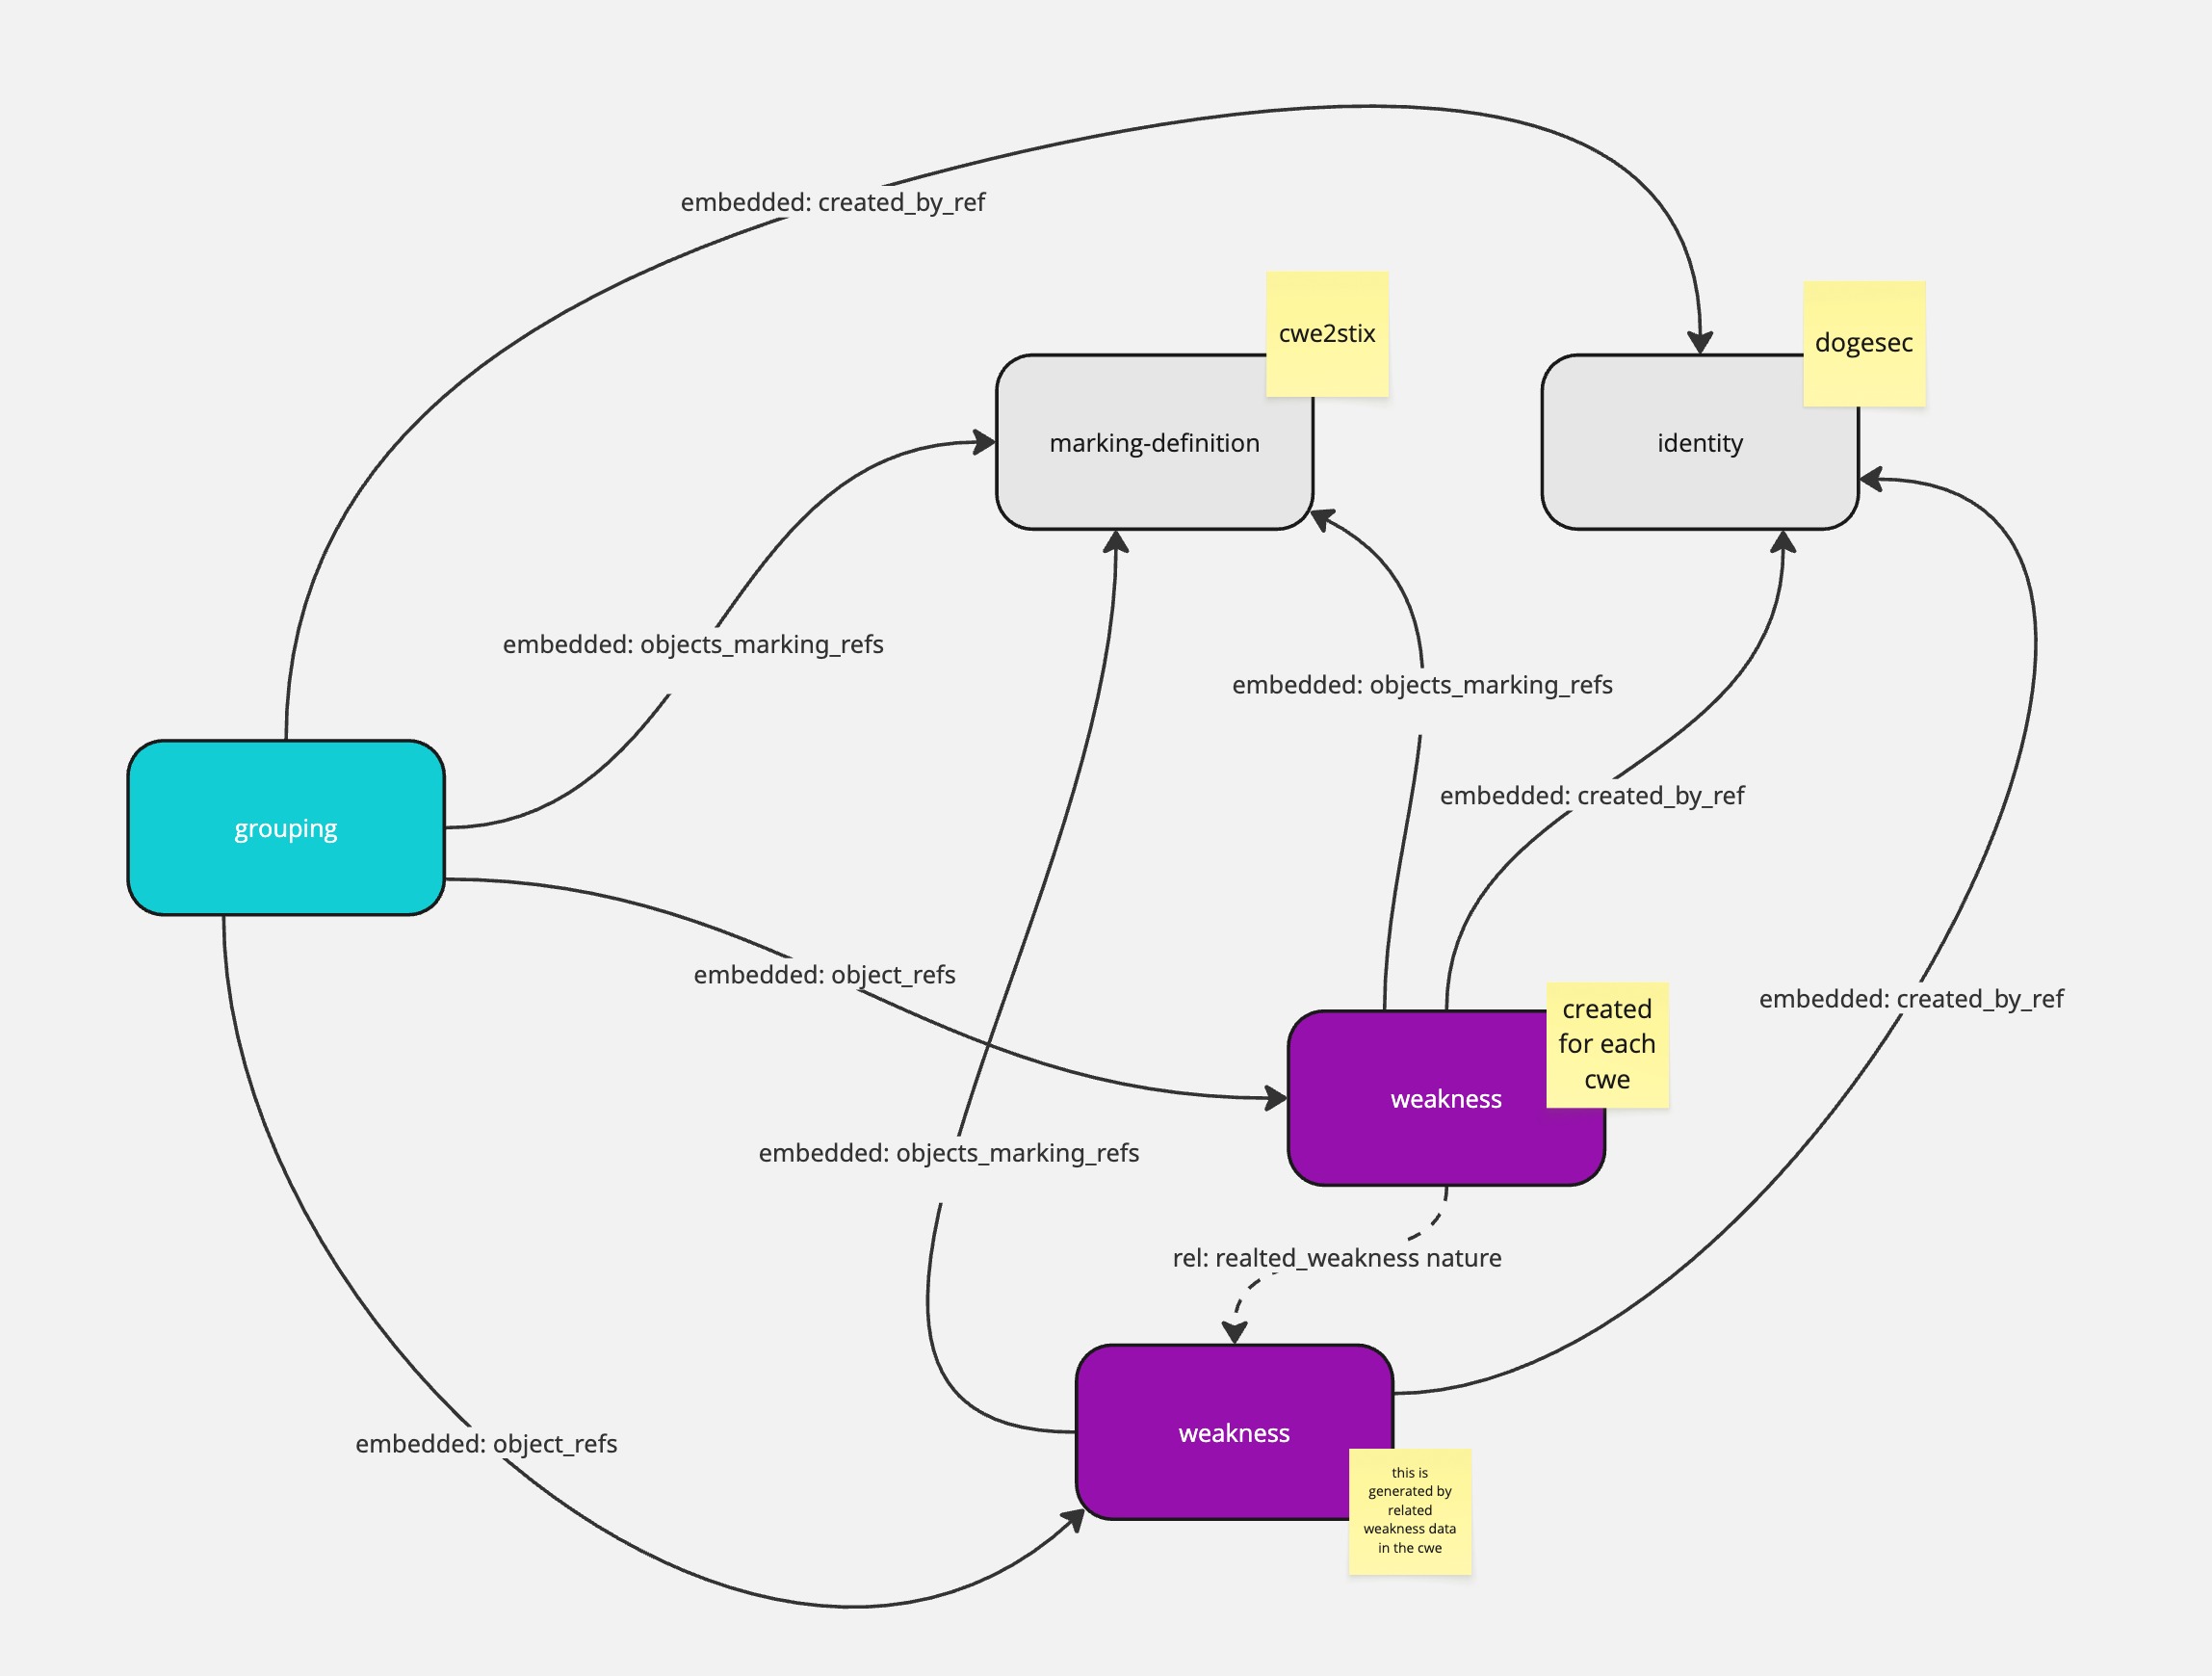 embedded: created_by_ref
cwe2stix
dogesec
marking-definition
identity
embedded: objects_marking_refs
embedded: objects_marking_refs
embedded: created_by_ref
grouping
embedded: object_refs
embedded: created_by_ref
created
for each
cwe
weakness
embedded: objects_marking_refs
rel: realted_weakness nature
weakness
embedded: object_refs
this is
generated by
related
weakness data
in the cwe